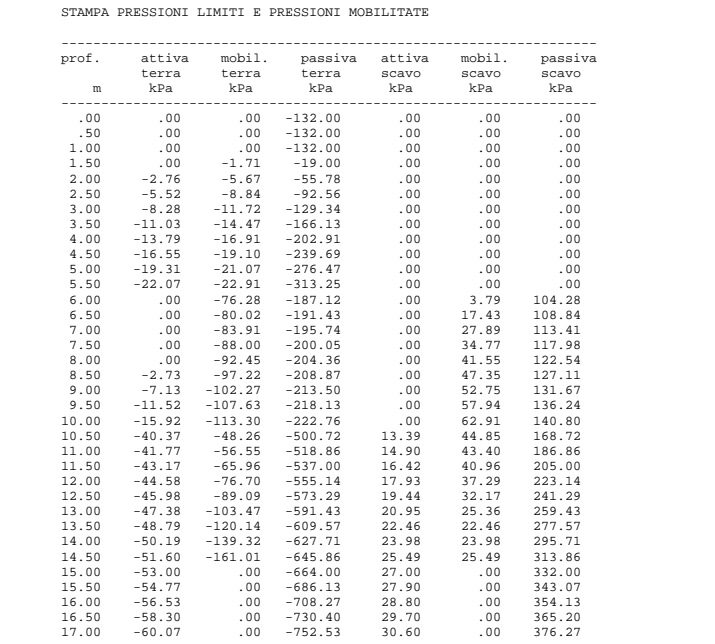 STAMPA PRESSIONI LIMITI E PRESSIONI MOBILITATE
-------------------------------------------------------------------
prof. attiva mobil. passiva attiva mobil. passiva
terra terra terra scavo scavo scavo
m kPa kPa kPa kPa kPa kPa
-------------------------------------------------------------------
.00 .00 .00 -132.00 .00 .00 .00
.50 .00 .00 -132.00 .00 .00 .00
1.00 .00 .00 -132.00 .00 .00 .00
1.50 .00 -1.71 -19.00 .00 .00 .00
2.00 -2.76 -5.67 -55.78 .00 .00 .00
2.50 -5.52 -8.84 -92.56 .00 .00 .00
3.00 -8.28 -11.72 -129.34 .00 .00 .00
3.50 -11.03 -14.47 -166.13 .00 .00 .00
4.00 -13.79 -16.91 -202.91 .00 .00 .00
4.50 -16.55 -19.10 -239.69 .00 .00 .00
5.00 -19.31 -21.07 -276.47 .00 .00 .00
5.50 -22.07 -22.91 -313.25 .00 .00 .00
6.00 .00 -76.28 -187.12 .00 3.79 104.28
6.50 .00 -80.02 -191.43 .00 17.43 108.84
7.00 .00 -83.91 -195.74 .00 27.89 113.41
7.50 .00 -88.00 -200.05 .00 34.77 117.98
8.00 .00 -92.45 -204.36 .00 41.55 122.54
8.50 -2.73 -97.22 -208.87 .00 47.35 127.11
9.00 -7.13 -102.27 -213.50 .00 52.75 131.67
9.50 -11.52 -107.63 -218.13 .00 57.94 136.24
10.00 -15.92 -113.30 -222.76 .00 62.91 140.80
10.50 -40.37 -48.26 -500.72 13.39 44.85 168.72
11.00 -41.77 -56.55 -518.86 14.90 43.40 186.86
11.50 -43.17 -65.96 -537.00 16.42 40.96 205.00
12.00 -44.58 -76.70 -555.14 17.93 37.29 223.14
12.50 -45.98 -89.09 -573.29 19.44 32.17 241.29
13.00 -47.38 -103.47 -591.43 20.95 25.36 259.43
13.50 -48.79 -120.14 -609.57 22.46 22.46 277.57
14.00 -50.19 -139.32 -627.71 23.98 23.98 295.71
14.50 -51.60 -161.01 -645.86 25.49 25.49 313.86
15.00 -53.00 .00 -664.00 27.00 .00 332.00
15.50 -54.77 .00 -686.13 27.90 .00 343.07
16.00 -56.53 .00 -708.27 28.80 .00 354.13
16.50 -58.30 .00 -730.40 29.70 .00 365.20
17.00 -60.07 .00 -752.53 30.60 .00 376.27